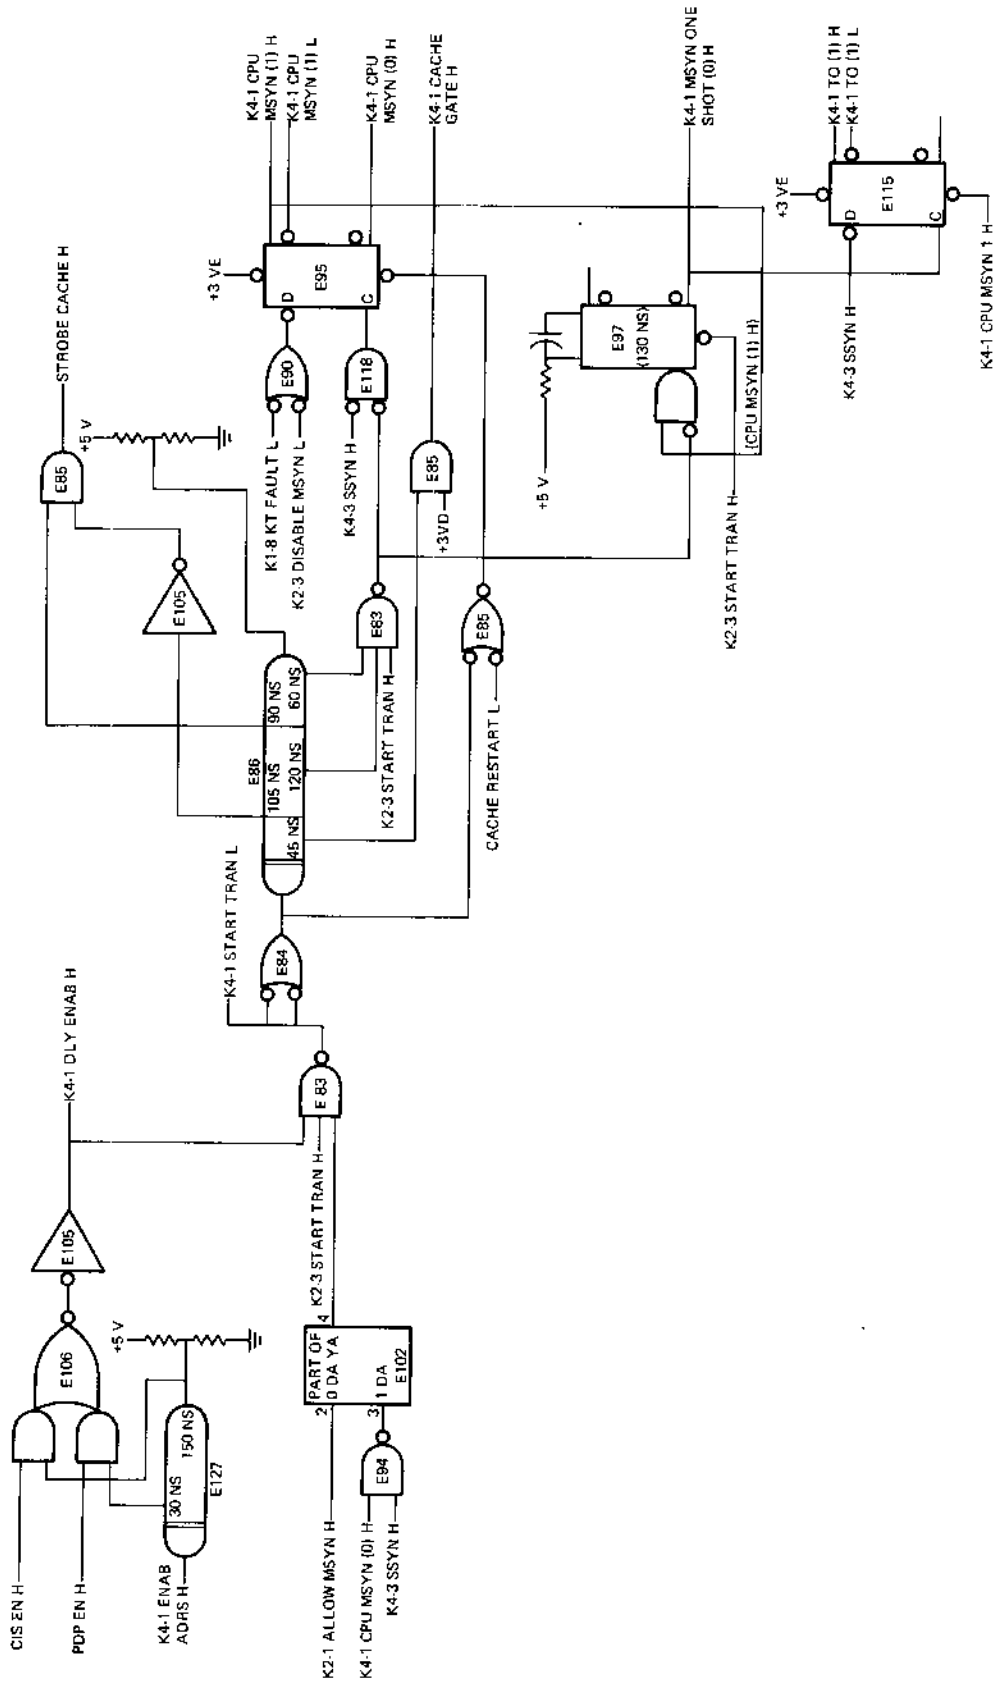 CIS EN H
PDP EN H
K4-1 ENAB
ADRS H
30 NS
150 NS
E127
E106
+5 V
E105
K4-1 DLY ENAB H
K2-1 ALLOW MSYN H
K4-1 CPU MSYN (0) H
K4-3 SSYN H
E94
2
3
PART OF
0 DA YA
1 DA
E102
4
K2-3 START TRAN H
E 83
K4-1 START TRAN L
E84
E86
45 NS
105 NS
120 NS
90 NS
60 NS
E105
+5 V
E85
STROBE CACHE H
K2-3 START TRAN H
E83
K1-8 KT FAULT L
K2-3 DISABLE MSYN L
E90
K4-3 SSYN H
E118
+3 VE
D
C
E95
K4-1 CPU
MSYN (1) H
K4-1 CPU
MSYN (1) L
K4-1 CPU
MSYN (0) H
+3VD
E85
K4-1 CACHE
GATE H
CACHE RESTART L
E85
+5 V
E97
(130 NS)
(CPU MSYN (1) H)
K2-3 START TRAN H
K4-1 MSYN ONE
SHOT (0) H
+3 VE
D
C
E115
K4-3 SSYN H
K4-1 CPU MSYN 1 H
K4-1 TO (1) H
K4-1 TO (1) L